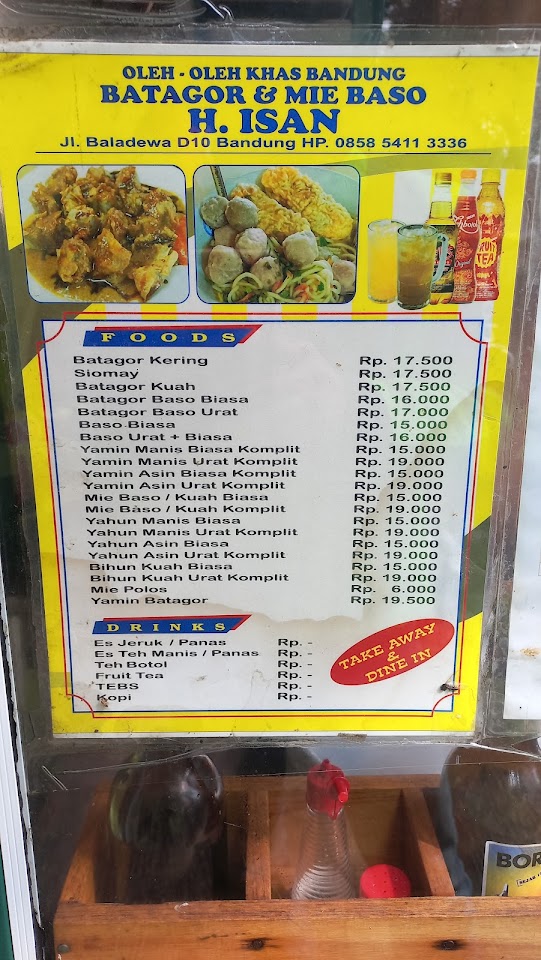 OLEH - OLEH KHAS BANDUNG
BATAGOR & MIE BASO
H. ISAN
Jl. Baladewa D10 Bandung HP. 0858 5411 3336
FRUIT
TEA
FOODS
Batagor Kering Rp. 17.500
Siomay Rp. 17.500
Batagor Kuah Rp. 17.500
Batagor Baso Biasa Rp. 16.000
Batagor Baso Urat Rp. 17.000
Baso Biasa Rp. 15.000
Baso Urat + Biasa Rp. 16.000
Yamin Manis Biasa Komplit Rp. 15.000
Yamin Manis Urat Komplit Rp. 19.000
Yamin Asin Biasa Komplit Rp. 15.000
Yamin Asin Urat Komplit Rp. 19.000
Mie Baso / Kuah Biasa Rp. 15.000
Mie Baso / Kuah Komplit Rp. 19.000
Yahun Manis Biasa Rp. 15.000
Yahun Manis Urat Komplit Rp. 19.000
Yahun Asin Biasa Rp. 15.000
Yahun Asin Urat Komplit Rp. 19.000
Bihun Kuah Biasa Rp. 15.000
Bihun Kuah Urat Komplit Rp. 19.000
Mie Polos Rp. 6.000
Yamin Batagor Rp. 19.500
DRINKS
Es Jeruk / Panas Rp. -
Es Teh Manis / Panas Rp. -
Teh Botol Rp. -
Fruit Tea Rp. -
TEBS Rp. -
Kopi Rp. -
TAKE AWAY
&
DINE IN
BOR